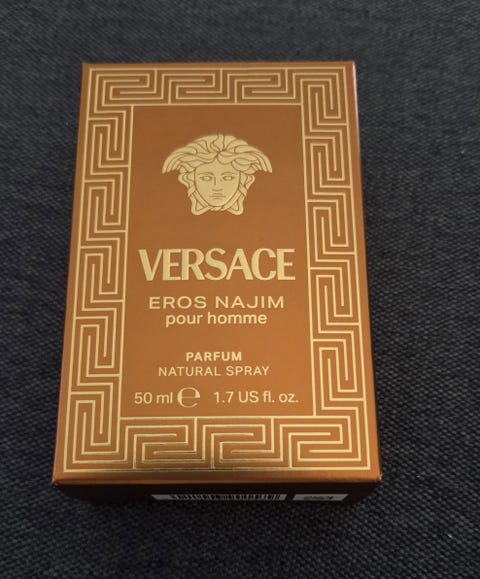 VERSACE
EROS NAJIM
pour homme
PARFUM
NATURAL SPRAY
50 ml ℮ 1.7 US fl. oz.